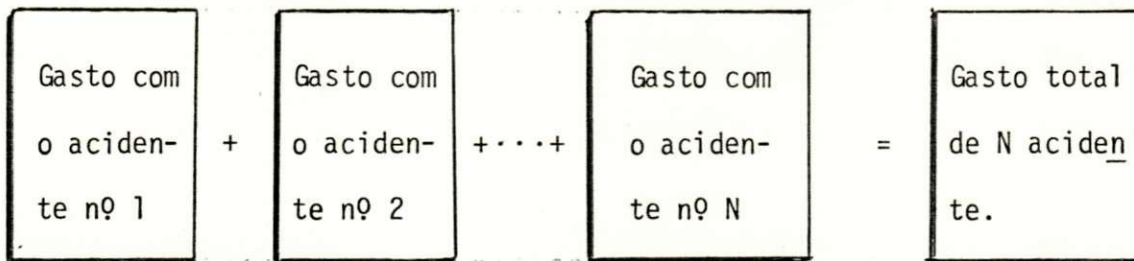 Gasto com
o aciden-
te nº 1
+
Gasto com
o aciden-
te nº 2
+···+
Gasto com
o aciden-
te nº N
=
Gasto total
de N aciden
te.